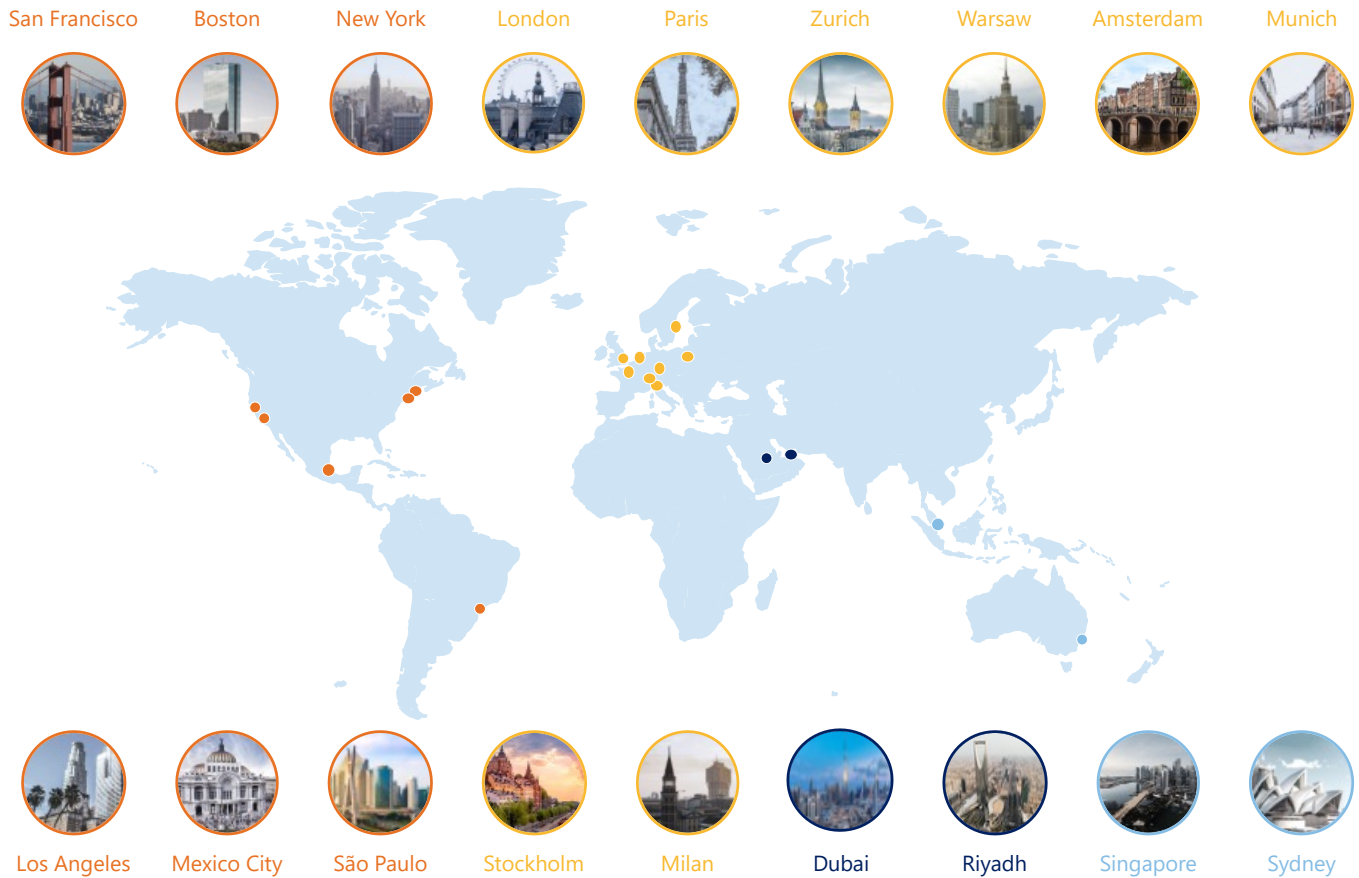 San Francisco
Boston
New York
London
Paris
Zurich
Warsaw
Amsterdam
Munich
Los Angeles
Mexico City
São Paulo
Stockholm
Milan
Dubai
Riyadh
Singapore
Sydney